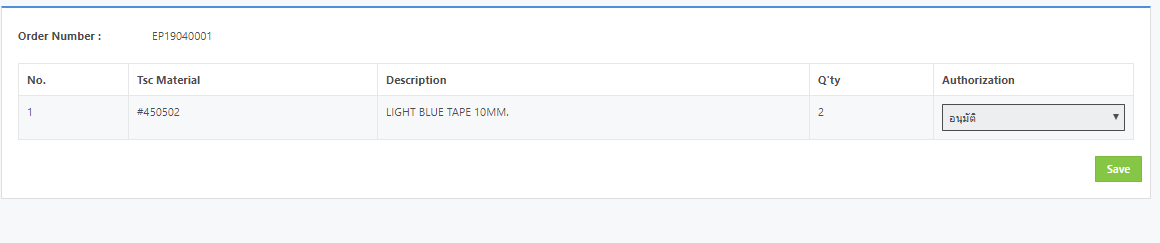 Order Number : EP19040001
No. Tsc Material Description Q'ty Authorization
1 #450502 LIGHT BLUE TAPE 10MM. 2 อนุมัติ
Save